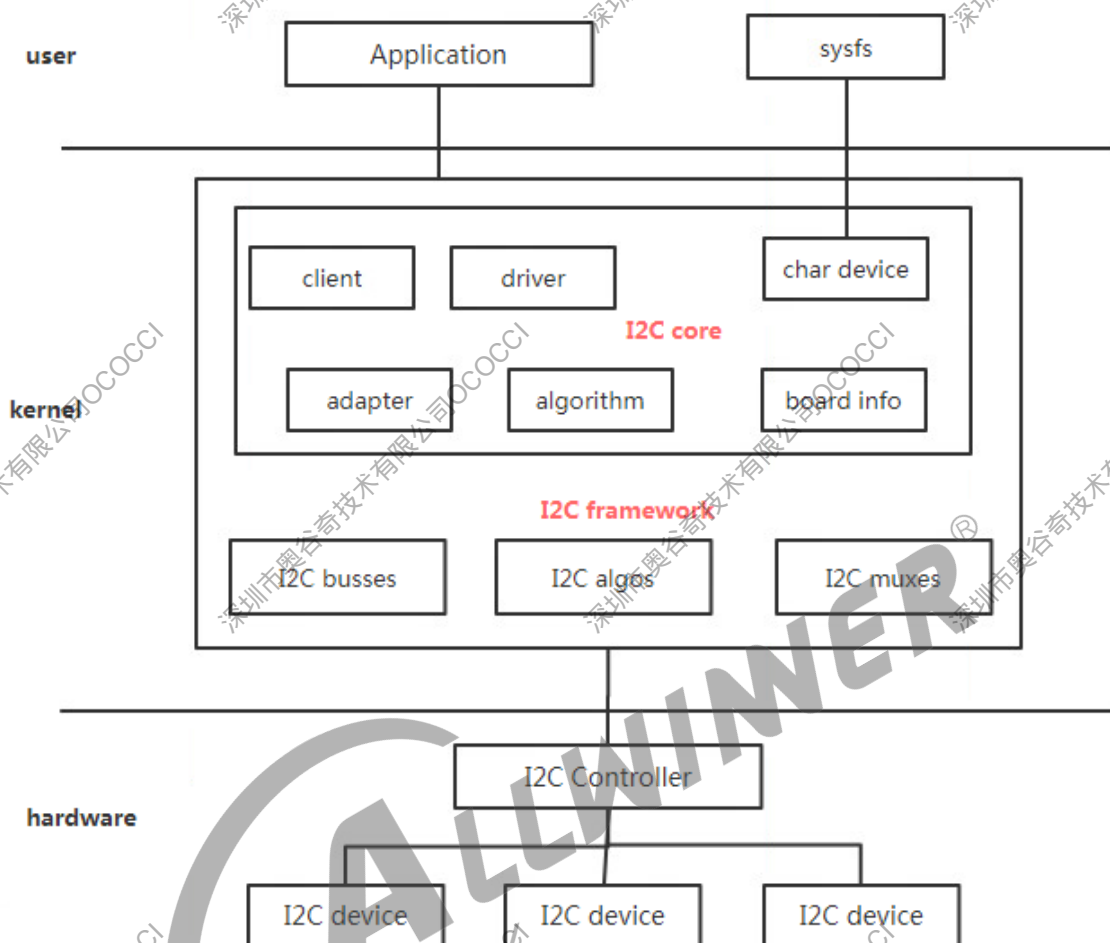 user
Application
sysfs
client
driver
char device
I2C core
adapter
algorithm
board info
kernel
I2C framework
I2C busses
I2C algos
I2C muxes
I2C Controller
hardware
I2C device
I2C device
I2C device
ALLWINNER®
深圳市奥谷奇技术有限公司OCOCCI
深圳市奥谷奇技术有限公司OCOCCI
深圳市奥谷奇技术有限公司OCOCCI